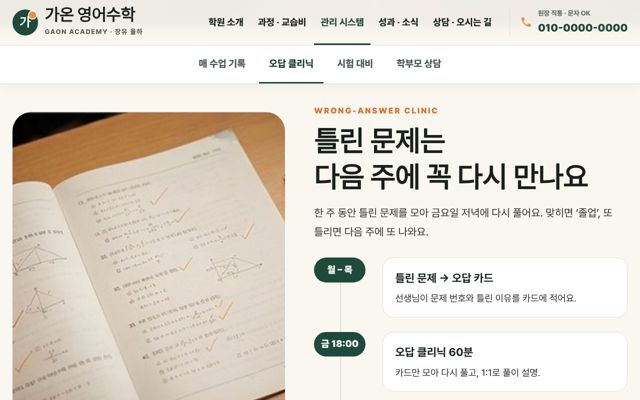 가
가온 영어수학
GAON ACADEMY · 장유 율하
학원 소개
과정 · 교습비
관리 시스템
성과 · 소식
상담 · 오시는 길
원장 직통 · 문자 OK
010-0000-0000
매 수업 기록
오답 클리닉
시험 대비
학부모 상담
WRONG-ANSWER CLINIC
틀린 문제는
다음 주에 꼭 다시 만나요
한 주 동안 틀린 문제를 모아 금요일 저녁에 다시 풀어요. 맞히면 ‘졸업’, 또
틀리면 다음 주에 또 나와요.
월 – 목
틀린 문제 → 오답 카드
선생님이 문제 번호와 틀린 이유를 카드에 적어요.
금 18:00
오답 클리닉 60분
카드만 모아 다시 풀고, 1:1로 풀이 설명.